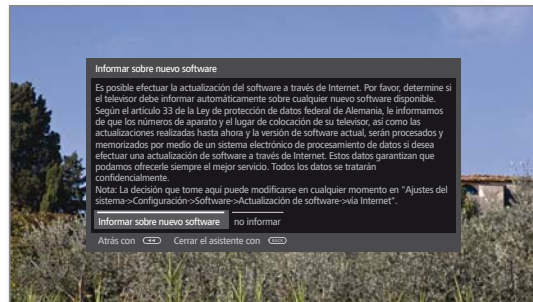 Informar sobre nuevo software
Es posible efectuar la actualización del software a través de Internet. Por favor, determine si
el televisor debe informar automáticamente sobre cualquier nuevo software disponible.
Según el artículo 33 de la Ley de protección de datos federal de Alemania, le informamos
de que los números de aparato y el lugar de colocación de su televisor, así como las
actualizaciones realizadas hasta ahora y la versión de software actual, serán procesados y
memorizados por medio de un sistema electrónico de procesamiento de datos si desea
efectuar una actualización de software a través de Internet. Estos datos garantizan que
podamos ofrecerle siempre el mejor servicio. Todos los datos se tratarán
confidencialmente.
Nota: La decisión que tome aquí puede modificarse en cualquier momento en "Ajustes del
sistema->Configuración->Software->Actualización de software->vía Internet".
Informar sobre nuevo software no informar
Atrás con Cerrar el asistente con BACK